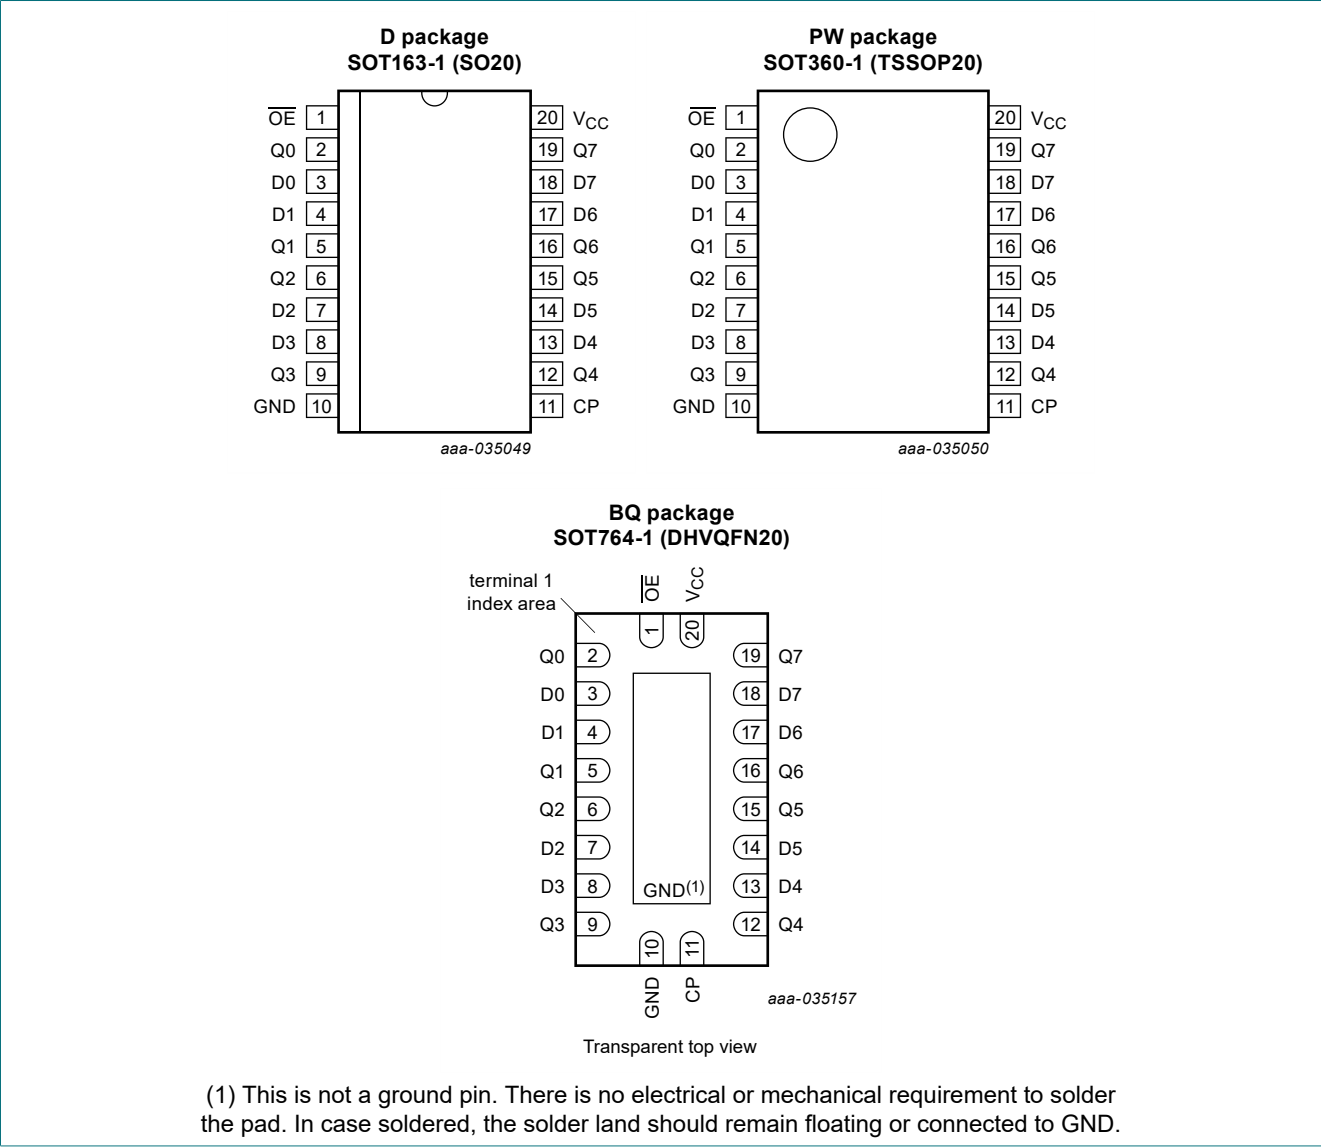 D package
SOT163-1 (SO20)
OE 1 20 VCC
Q0 2 19 Q7
D0 3 18 D7
D1 4 17 D6
Q1 5 16 Q6
Q2 6 15 Q5
D2 7 14 D5
D3 8 13 D4
Q3 9 12 Q4
GND 10 11 CP
aaa-035049
PW package
SOT360-1 (TSSOP20)
OE 1 20 VCC
Q0 2 19 Q7
D0 3 18 D7
D1 4 17 D6
Q1 5 16 Q6
Q2 6 15 Q5
D2 7 14 D5
D3 8 13 D4
Q3 9 12 Q4
GND 10 11 CP
aaa-035050
BQ package
SOT764-1 (DHVQFN20)
terminal 1
index area
OE VCC
1 20
Q0 2 19 Q7
D0 3 18 D7
D1 4 17 D6
Q1 5 16 Q6
Q2 6 15 Q5
D2 7 14 D5
D3 8 GND(1) 13 D4
Q3 9 12 Q4
10 11
GND CP
aaa-035157
Transparent top view
(1) This is not a ground pin. There is no electrical or mechanical requirement to solder
the pad. In case soldered, the solder land should remain floating or connected to GND.